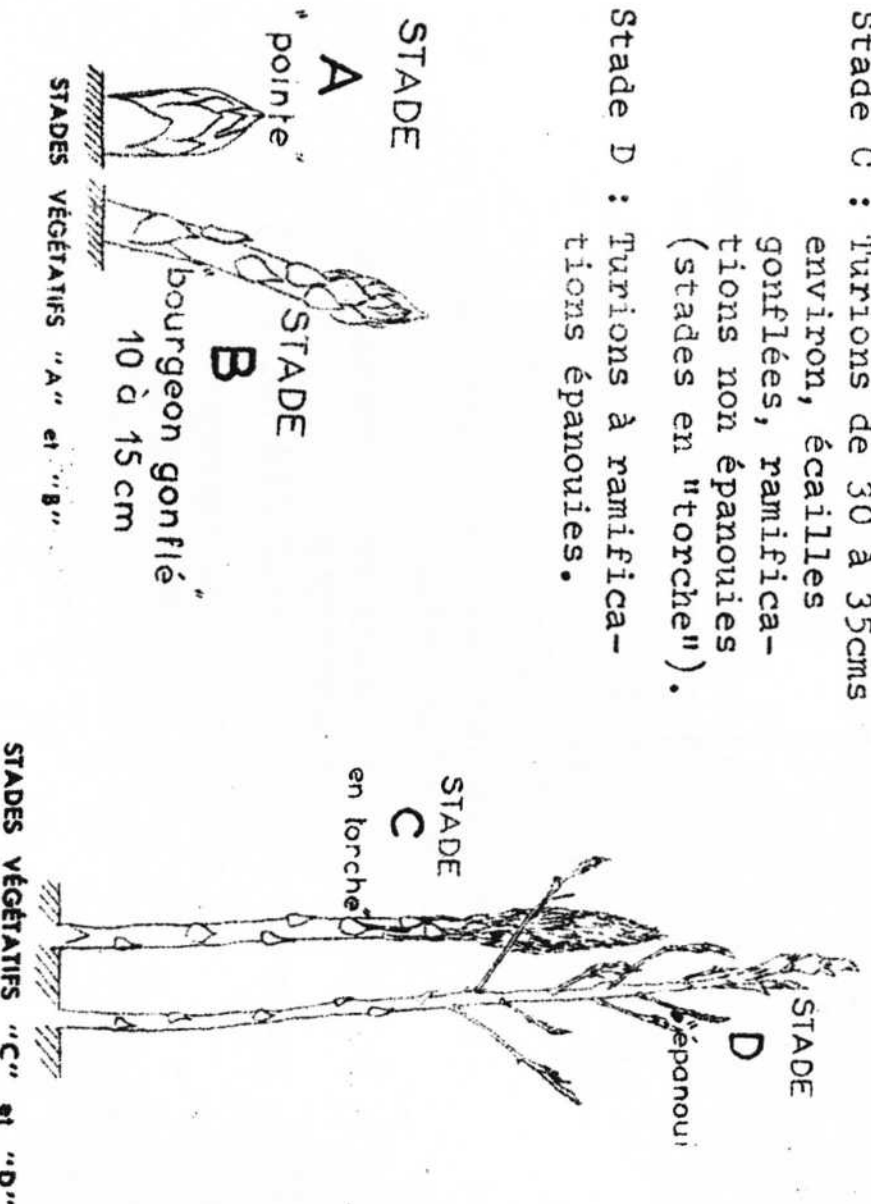 Stade C : Turions de 30 à 35cms
environ, écailles
gonflées, ramifica-
tions non épanouies
(stades en "torche").
Stade D : Turions à ramifica-
tions épanouies.
STADE
A
"pointe"
STADE
B
"bourgeon gonflé"
10 à 15 cm
STADES VÉGÉTATIFS "A" et "B"
STADE
C
en torche"
STADE
D
"épanoui
STADES VÉGÉTATIFS "C" et "D"